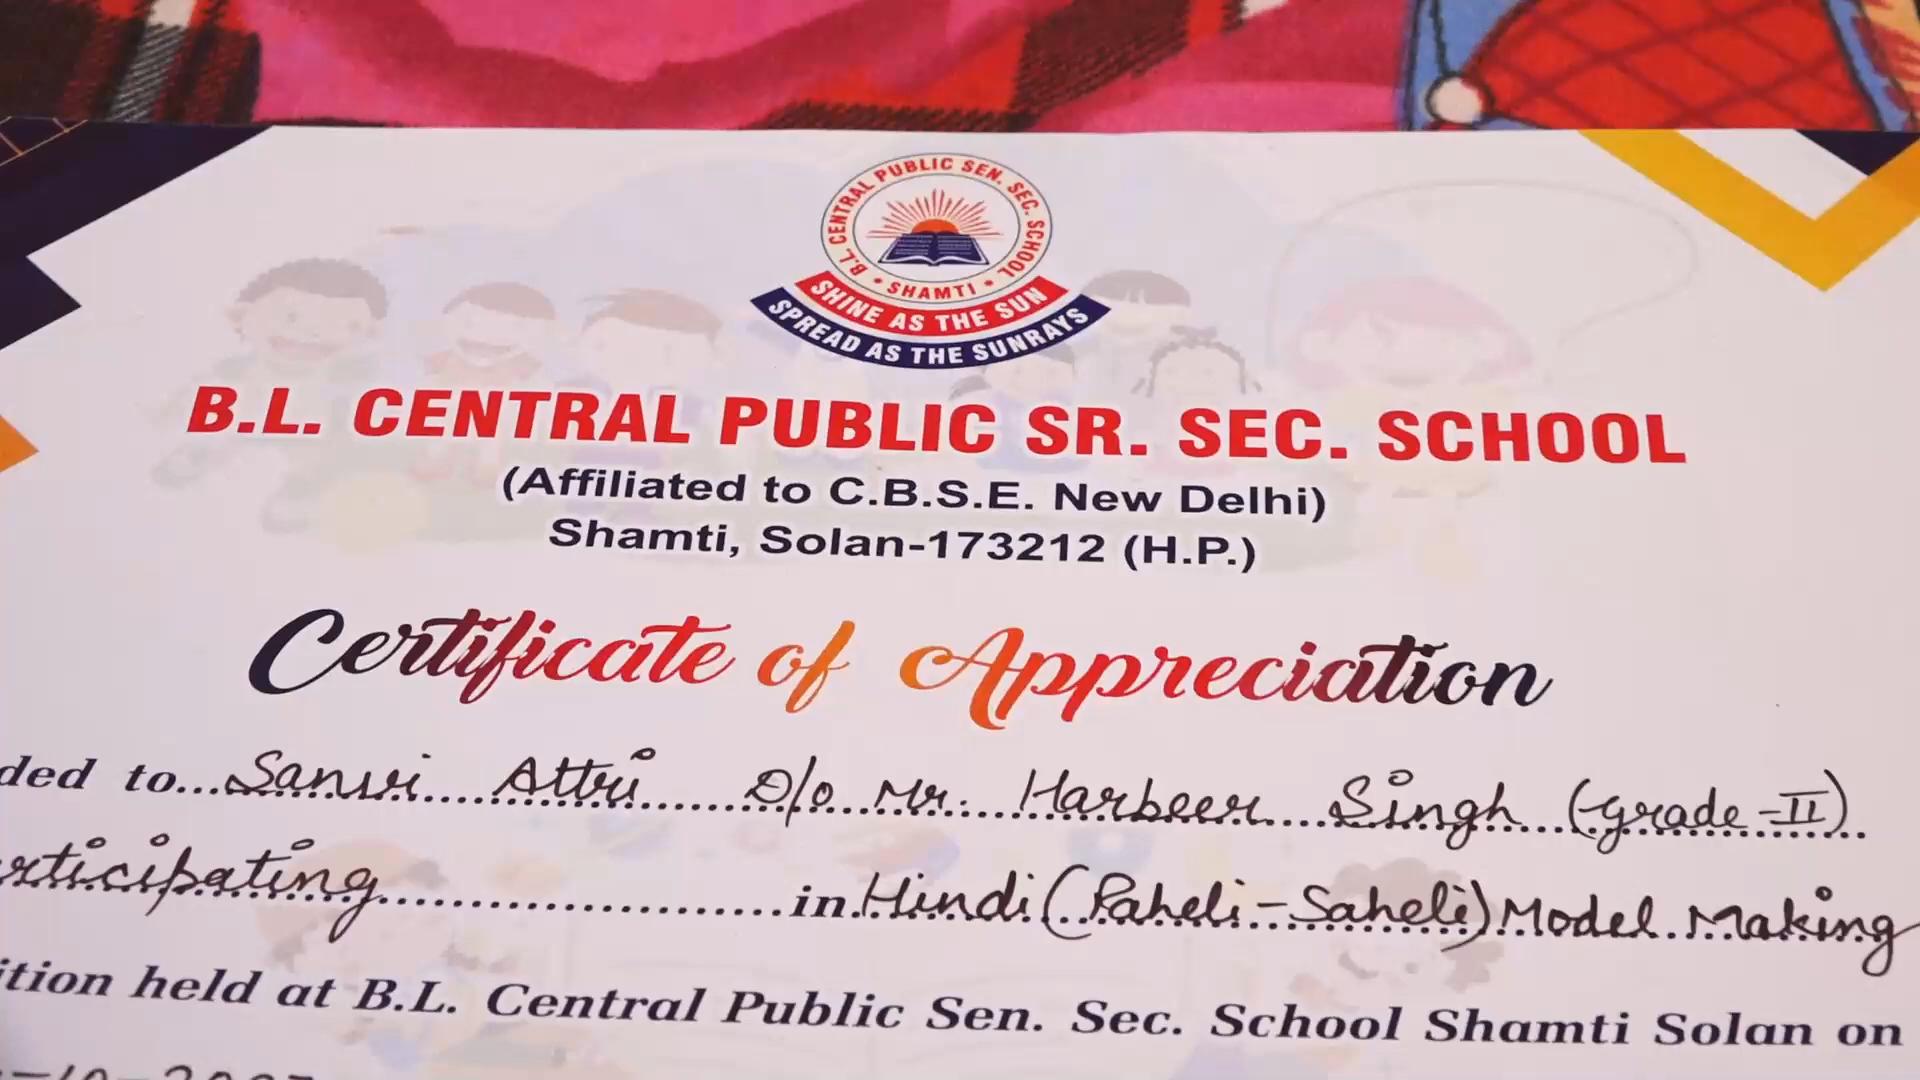 B.L. CENTRAL PUBLIC SEN. SEC. SCHOOL
• SHAMTI •
SHINE AS THE SUN
SPREAD AS THE SUNRAYS
B.L. CENTRAL PUBLIC SR. SEC. SCHOOL
(Affiliated to C.B.S.E. New Delhi)
Shamti, Solan-173212 (H.P.)
Certificate of Appreciation
ded to...Sanvi Attri D/o Mr. Harbeer Singh (Grade-II)
rticipating in Hindi (Paheli-Saheli) Model Making
ition held at B.L. Central Public Sen. Sec. School Shamti Solan on